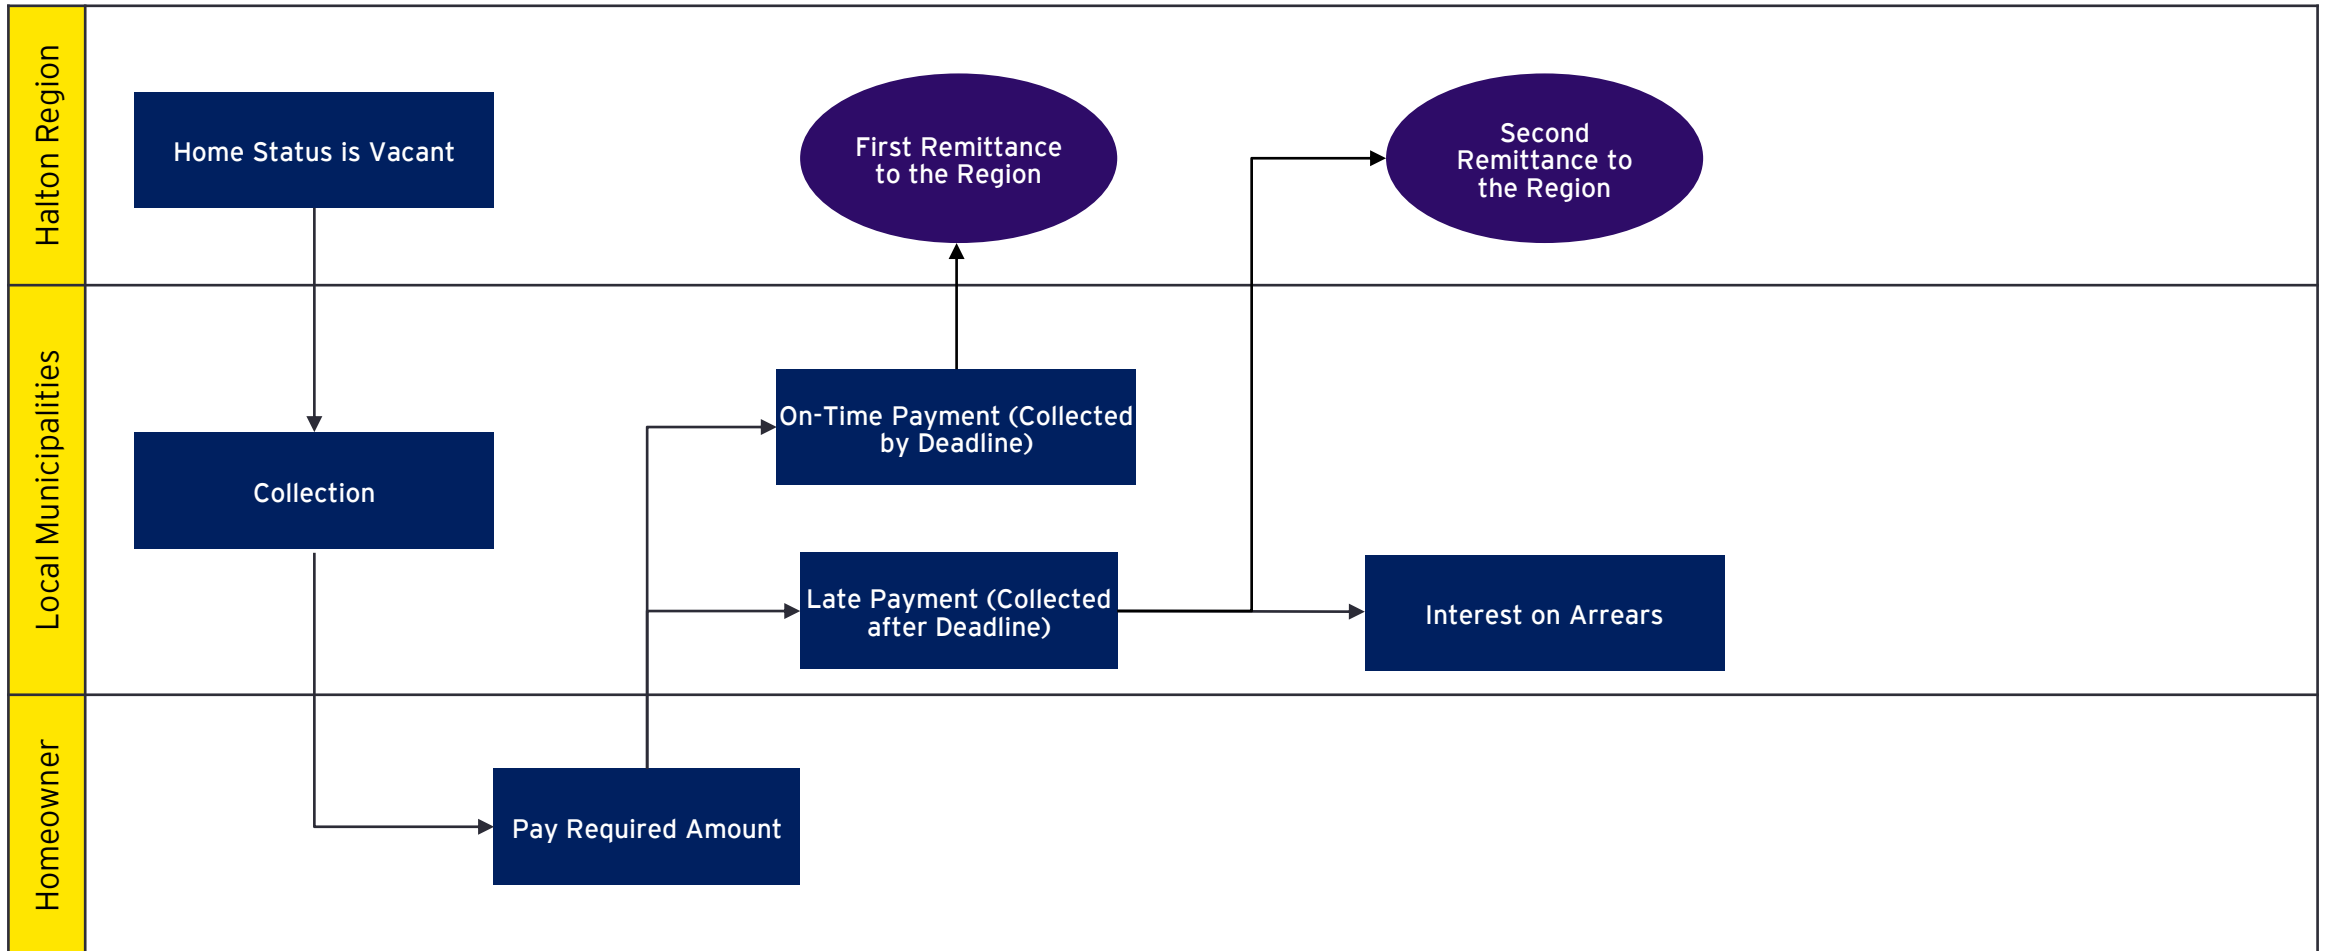 Halton Region
Home Status is Vacant
First Remittance
to the Region
Second
Remittance to
the Region
Local Municipalities
Collection
On-Time Payment (Collected
by Deadline)
Late Payment (Collected
after Deadline)
Interest on Arrears
Homeowner
Pay Required Amount